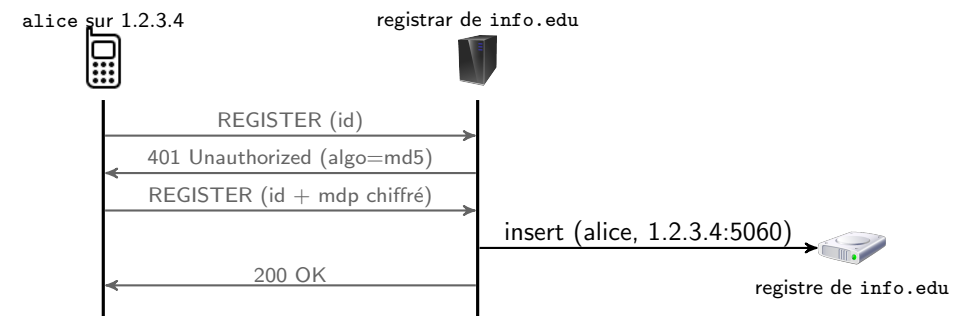 alice sur 1.2.3.4
registrar de info.edu
REGISTER (id)
401 Unauthorized (algo=md5)
REGISTER (id + mdp chiffré)
insert (alice, 1.2.3.4:5060)
200 OK
registre de info.edu